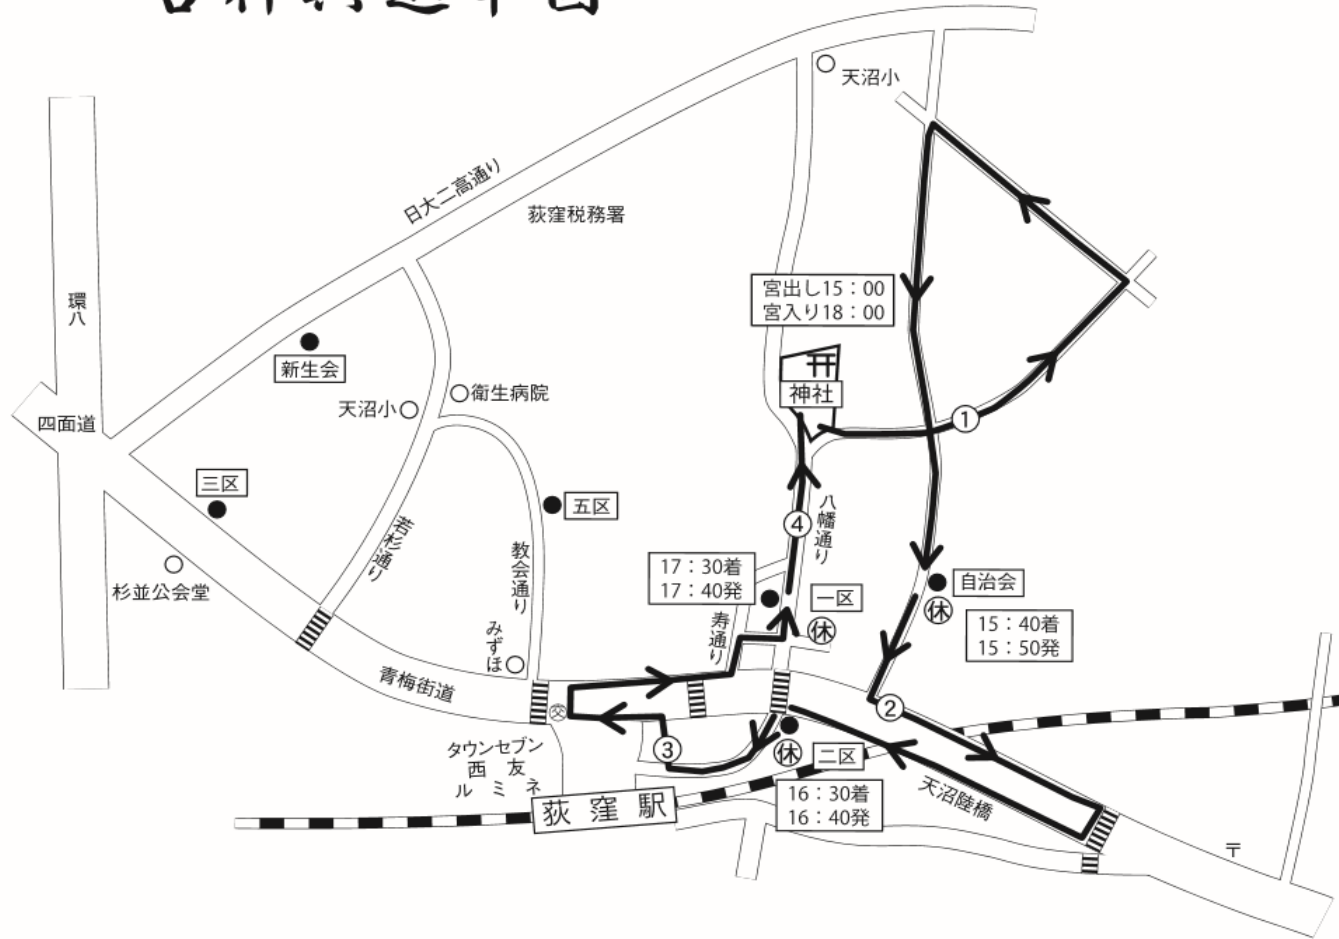 天沼小
日大二高通り
荻窪税務署
環八
宮出し15：00
宮入り18：00
新生会
神社
衛生病院
天沼小
四面道
①
三区
五区
八幡通り
④
若杉通り
教会通り
杉並公会堂
17：30着
17：40発
自治会
一区
休
休
15：40着
15：50発
寿通り
みずほ
青梅街道
②
交
③
タウンセブン
西友
ルミネ
休
二区
荻窪駅
16：30着
16：40発
天沼陸橋
〒